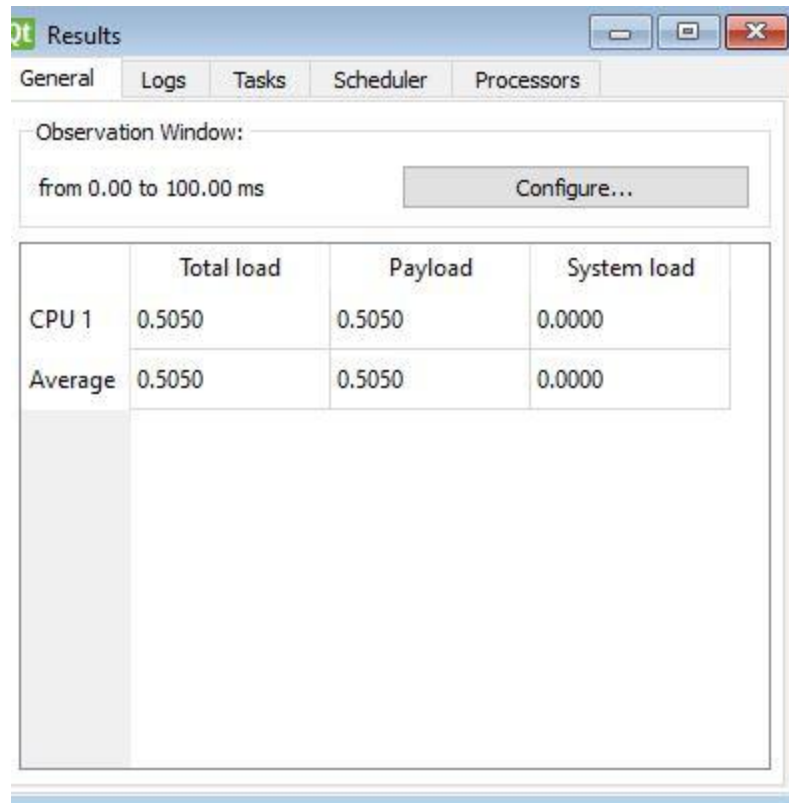 Qt Results
General Logs Tasks Scheduler Processors
Observation Window:
from 0.00 to 100.00 ms Configure...
Total load Payload System load
CPU 1 0.5050 0.5050 0.0000
Average 0.5050 0.5050 0.0000